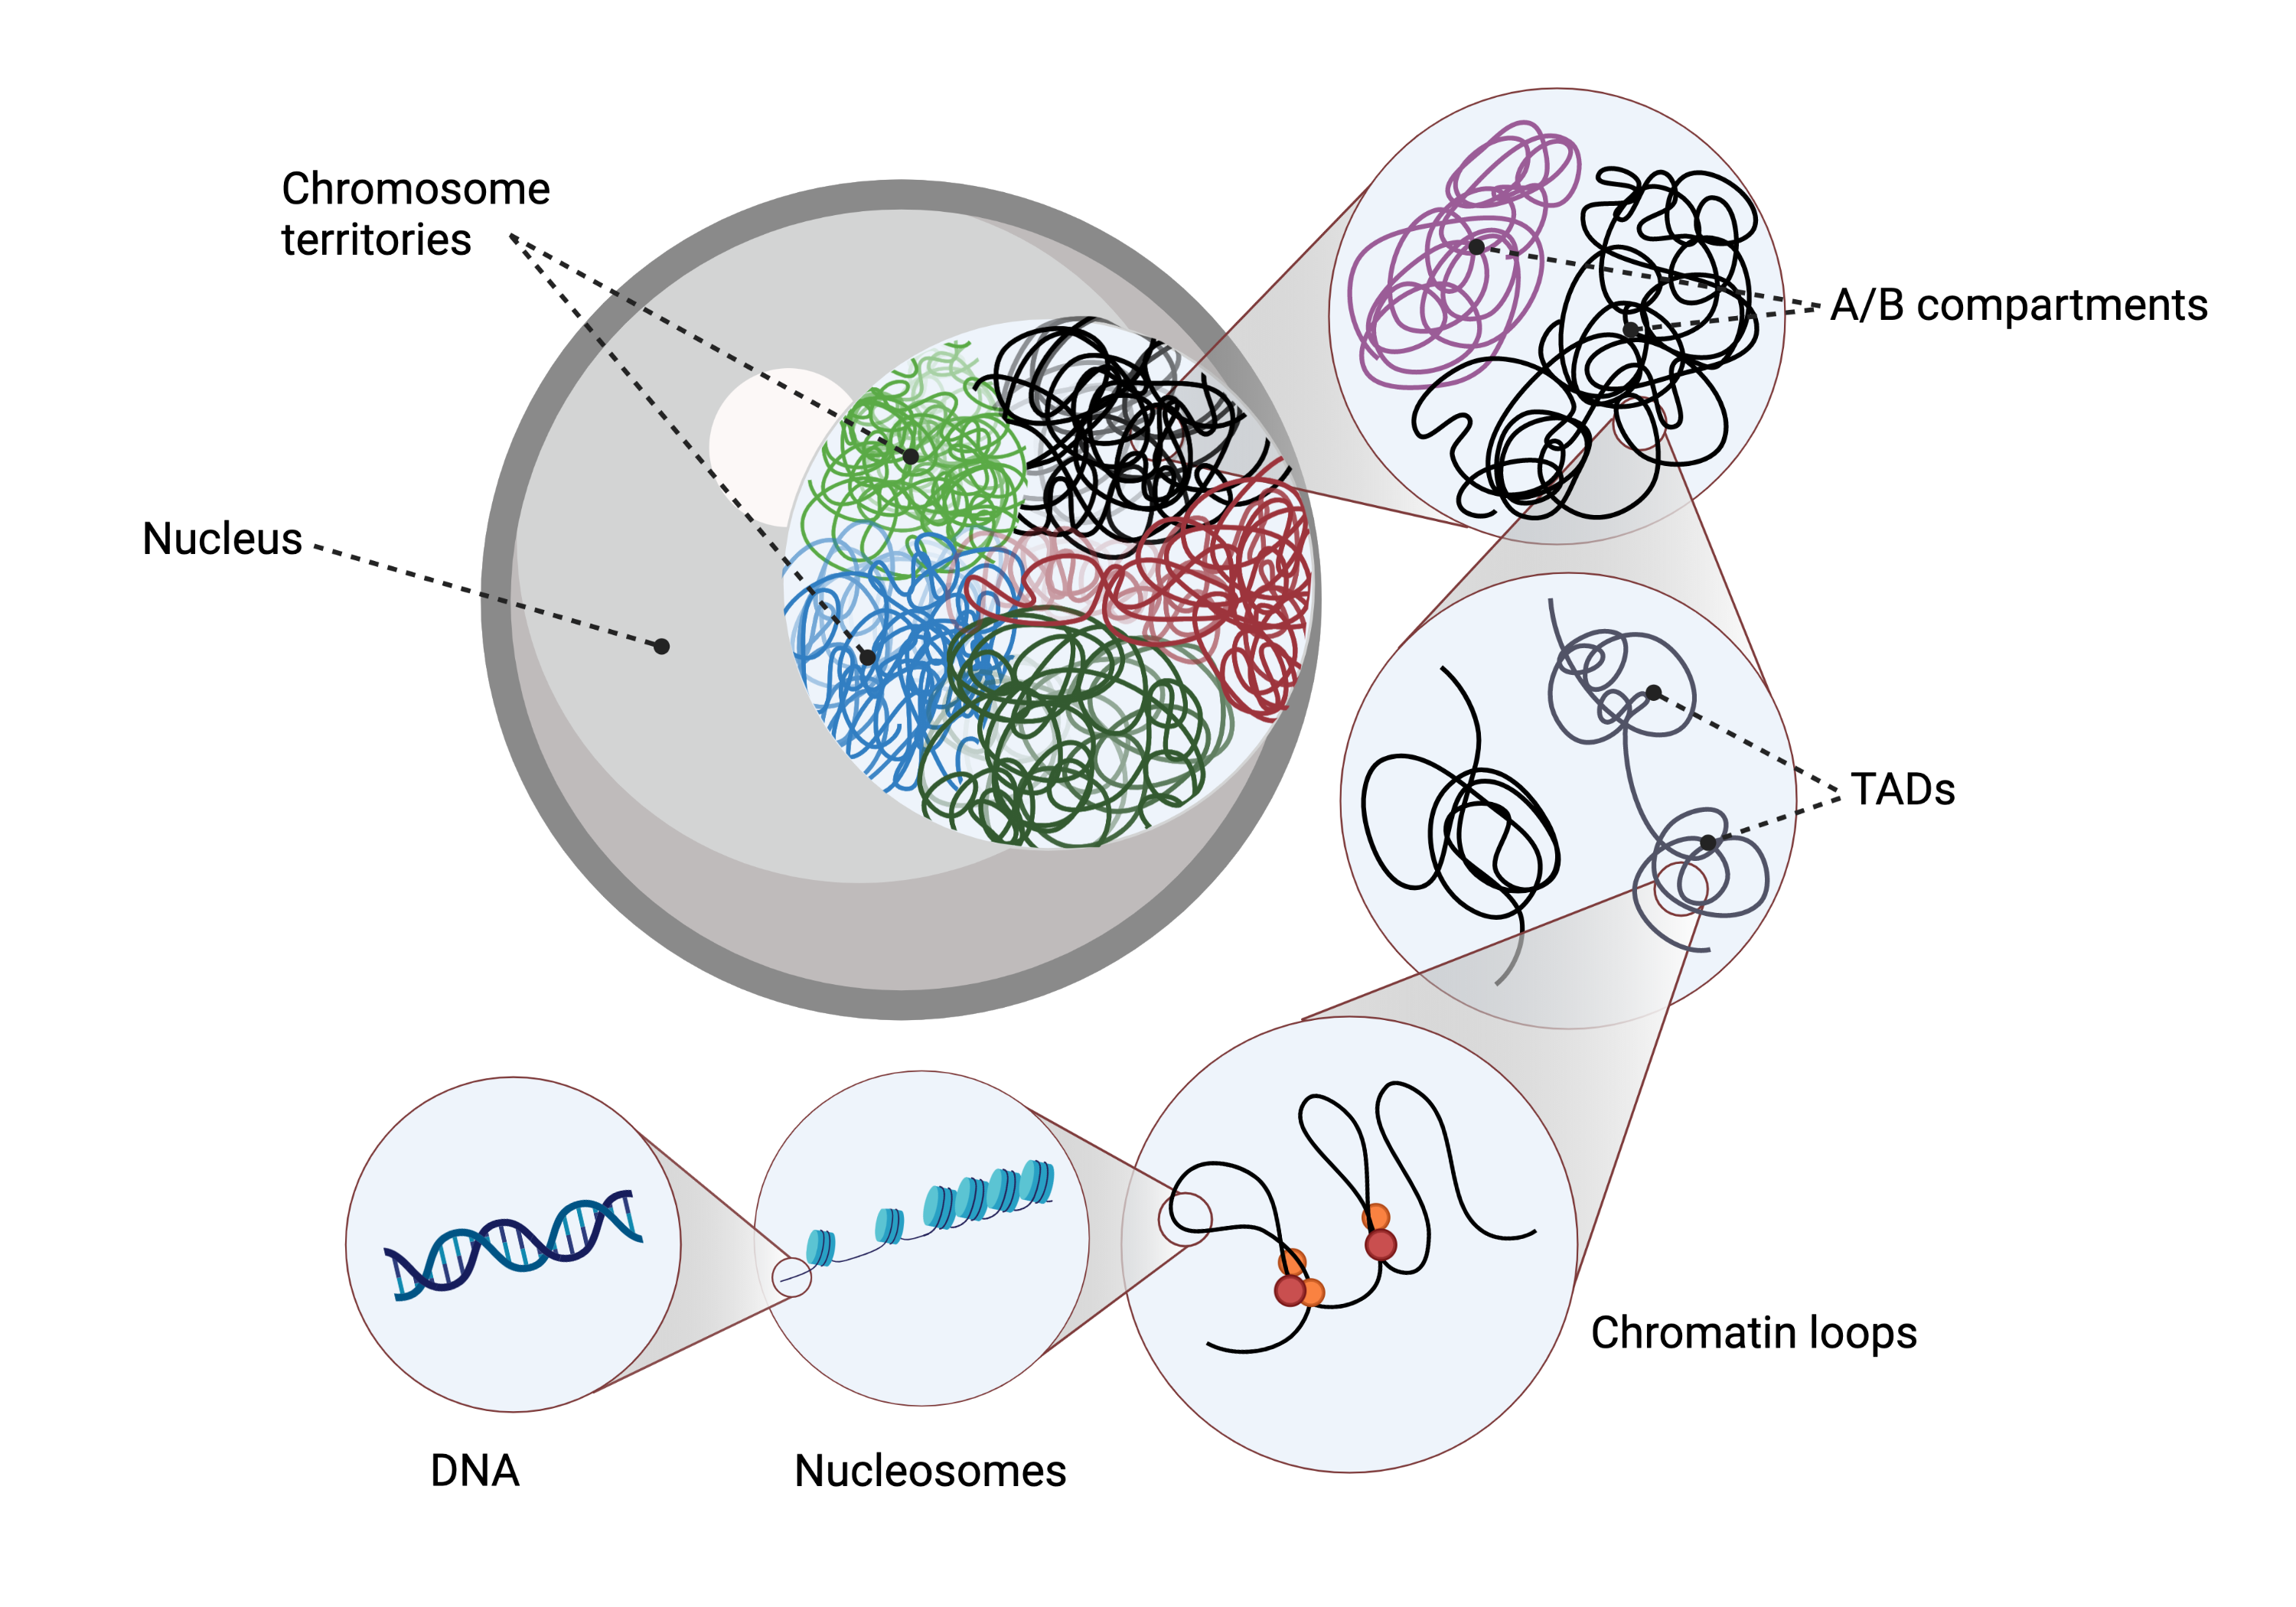 Chromosome
territories
A/B compartments
Nucleus
TADs
Chromatin loops
DNA
Nucleosomes